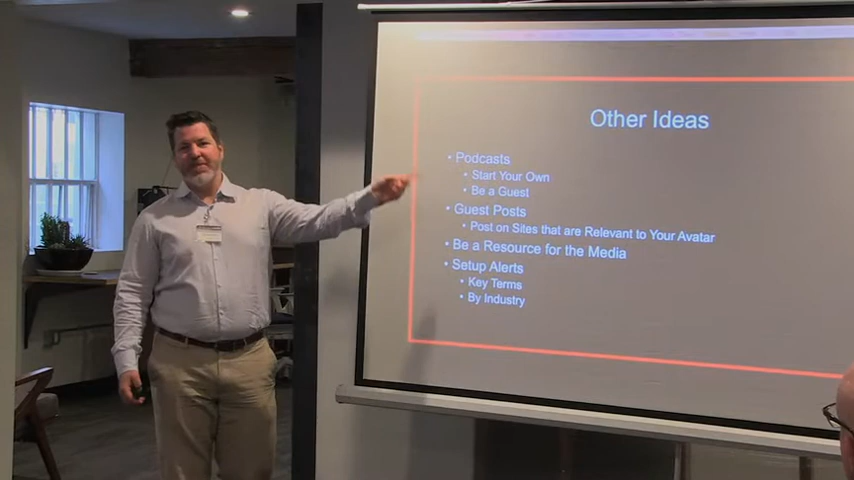 Other Ideas
• Podcasts
• Start Your Own
• Be a Guest
• Guest Posts
• Post on Sites that are Relevant to Your Avatar
• Be a Resource for the Media
• Setup Alerts
• Key Terms
• By Industry